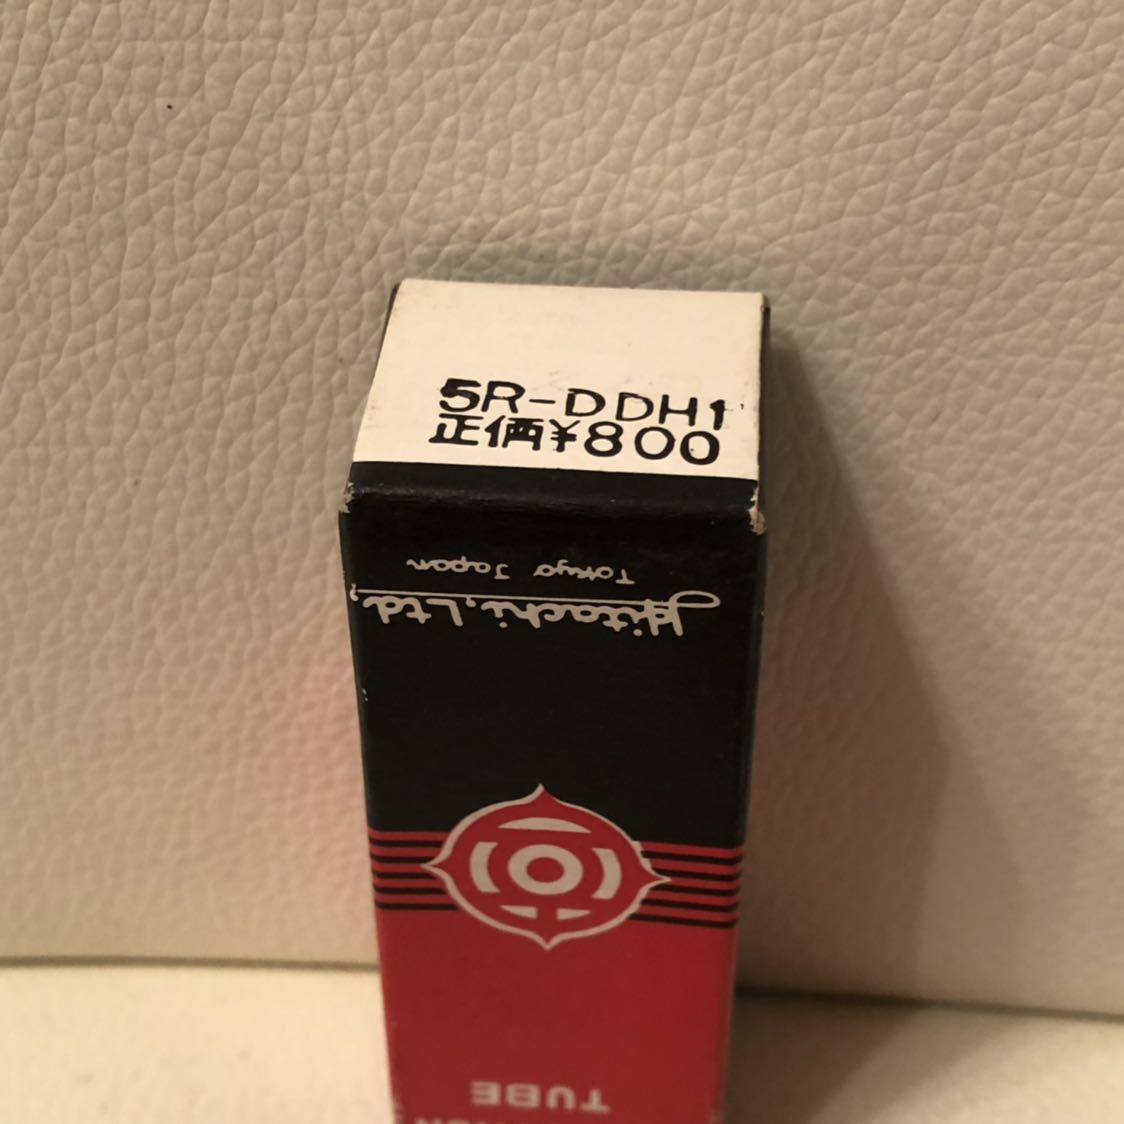 5R-DDH1
正価¥800
Hitachi, Ltd.,
Tokyo Japan
TUBE